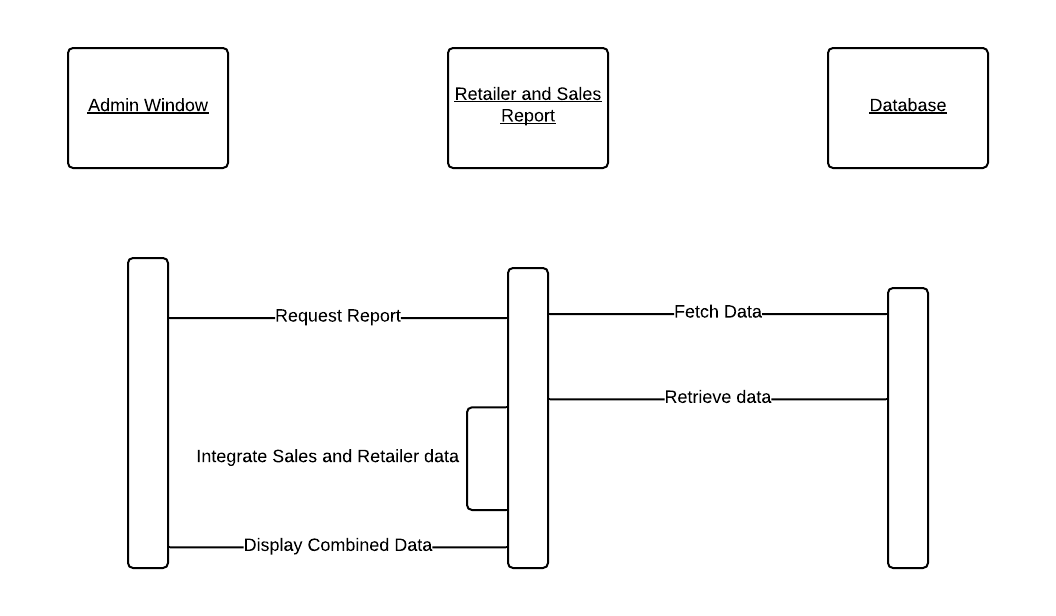 Admin Window
Retailer and Sales
Report
Database
Request Report
Fetch Data
Retrieve data
Integrate Sales and Retailer data
Display Combined Data